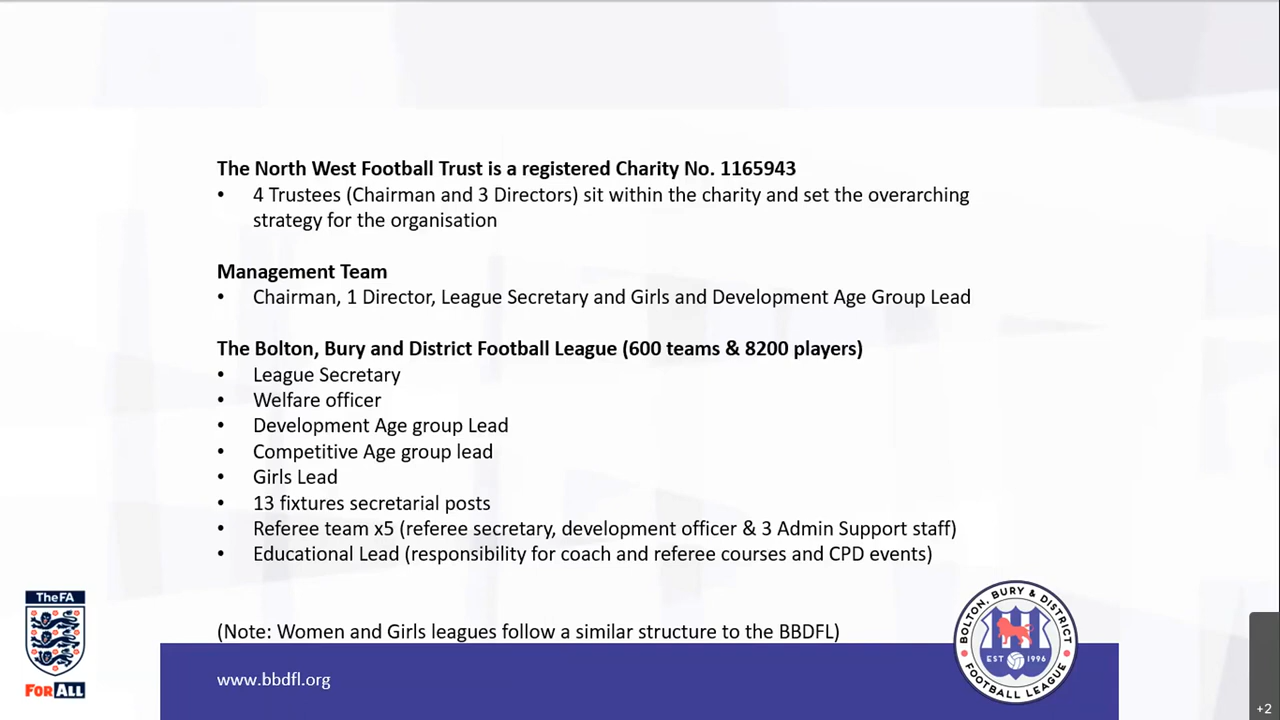 The North West Football Trust is a registered Charity No. 1165943
• 4 Trustees (Chairman and 3 Directors) sit within the charity and set the overarching
strategy for the organisation
Management Team
• Chairman, 1 Director, League Secretary and Girls and Development Age Group Lead
The Bolton, Bury and District Football League (600 teams & 8200 players)
• League Secretary
• Welfare officer
• Development Age group Lead
• Competitive Age group lead
• Girls Lead
• 13 fixtures secretarial posts
• Referee team x5 (referee secretary, development officer & 3 Admin Support staff)
• Educational Lead (responsibility for coach and referee courses and CPD events)
(Note: Women and Girls leagues follow a similar structure to the BBDFL)
The FA
FOR ALL
www.bbdfl.org
BOLTON, BURY & DISTRICT
EST 1996
FOOTBALL LEAGUE
+2